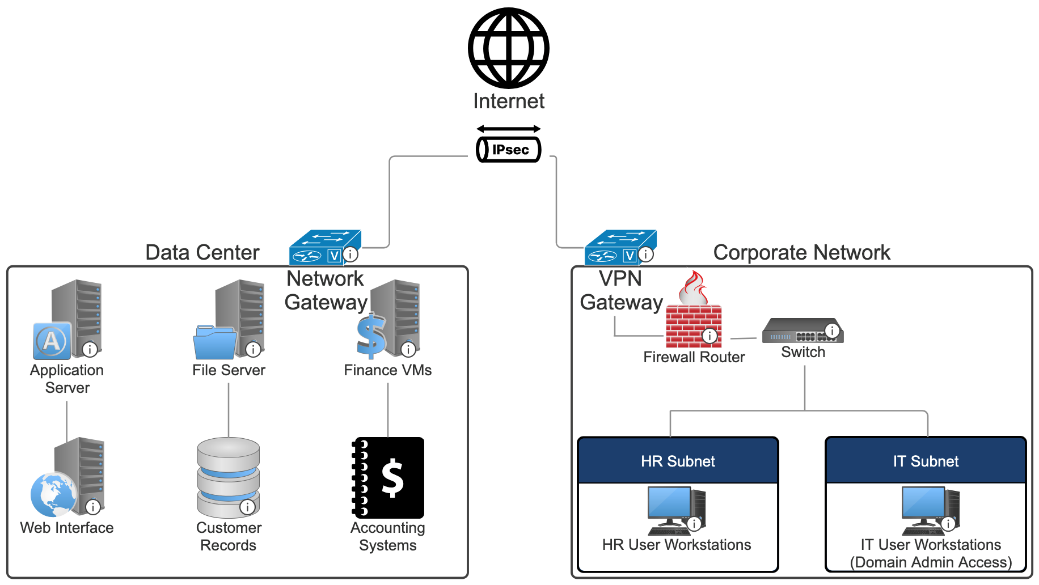 Internet
IPsec
Data Center
Corporate Network
V
i
V
i
Network
Gateway
VPN
Gateway
A
i
i
$
i
i
i
Application
Server
File Server
Finance VMs
Firewall Router
Switch
HR Subnet
IT Subnet
i
i
$
i
i
Web Interface
Customer
Records
Accounting
Systems
HR User Workstations
IT User Workstations
(Domain Admin Access)